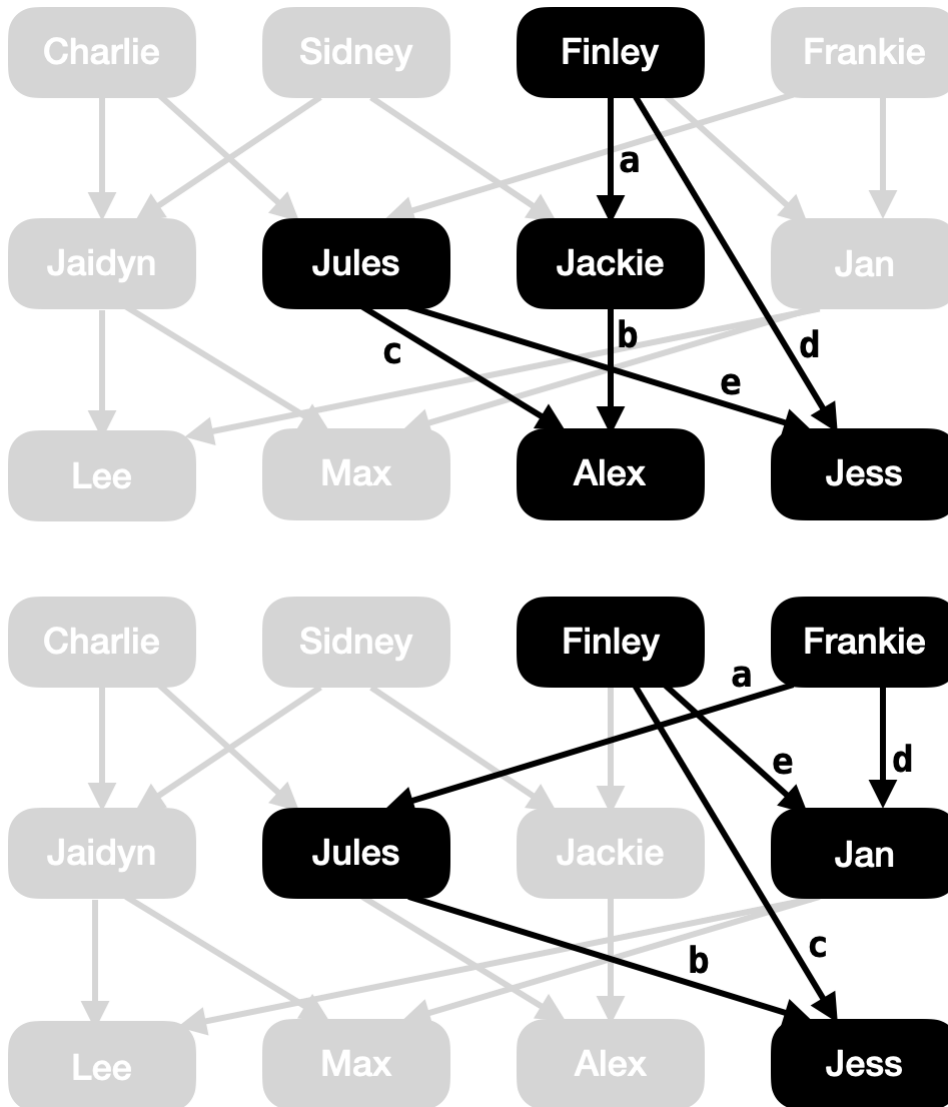 Charlie Sidney Finley Frankie
a
Jaidyn Jules Jackie Jan
c b d
e
Lee Max Alex Jess
Charlie Sidney Finley Frankie
a
e d
Jaidyn Jules Jackie Jan
b c
Lee Max Alex Jess